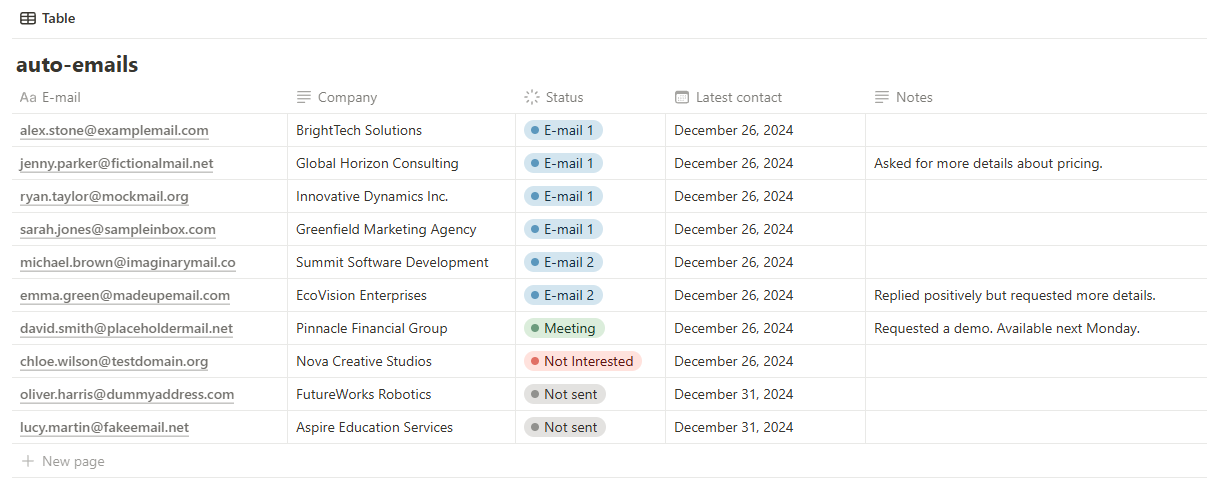 Table
auto-emails
Aa E-mail Company Status Latest contact Notes
alex.stone@examplemail.com BrightTech Solutions E-mail 1 December 26, 2024
jenny.parker@fictionalmail.net Global Horizon Consulting E-mail 1 December 26, 2024 Asked for more details about pricing.
ryan.taylor@mockmail.org Innovative Dynamics Inc. E-mail 1 December 26, 2024
sarah.jones@sampleinbox.com Greenfield Marketing Agency E-mail 1 December 26, 2024
michael.brown@imaginarymail.co Summit Software Development E-mail 2 December 26, 2024
emma.green@madeupemail.com EcoVision Enterprises E-mail 2 December 26, 2024 Replied positively but requested more details.
david.smith@placeholdermail.net Pinnacle Financial Group Meeting December 26, 2024 Requested a demo. Available next Monday.
chloe.wilson@testdomain.org Nova Creative Studios Not Interested December 26, 2024
oliver.harris@dummyaddress.com FutureWorks Robotics Not sent December 31, 2024
lucy.martin@fakeemail.net Aspire Education Services Not sent December 31, 2024
+ New page